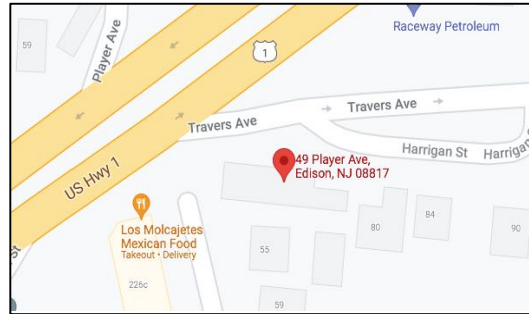 59
Player Ave
Raceway Petroleum
1
Travers Ave
Travers Ave
US Hwy 1
Harrigan St
Harrigan
49 Player Ave,
Edison, NJ 08817
Los Molcajetes
Mexican Food
Takeout • Delivery
226c
55
59
80
84
90
st